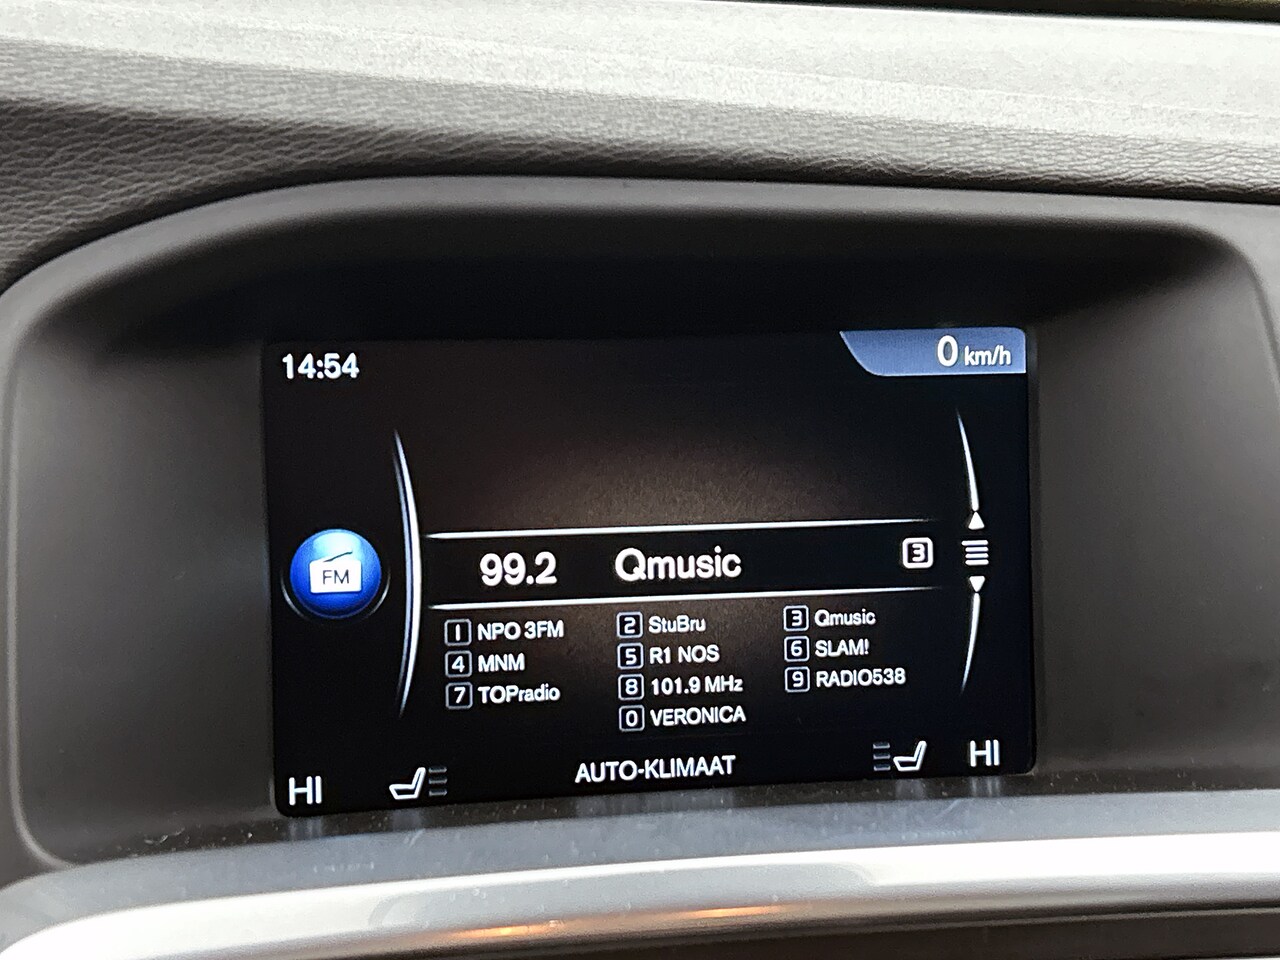 14:54
0 km/h
FM
99.2 Qmusic 3
1 NPO 3FM 2 StuBru 3 Qmusic
4 MNM 5 R1 NOS 6 SLAM!
7 TOPradio 8 101.9 MHz 9 RADIO538
0 VERONICA
HI AUTO-KLIMAAT HI